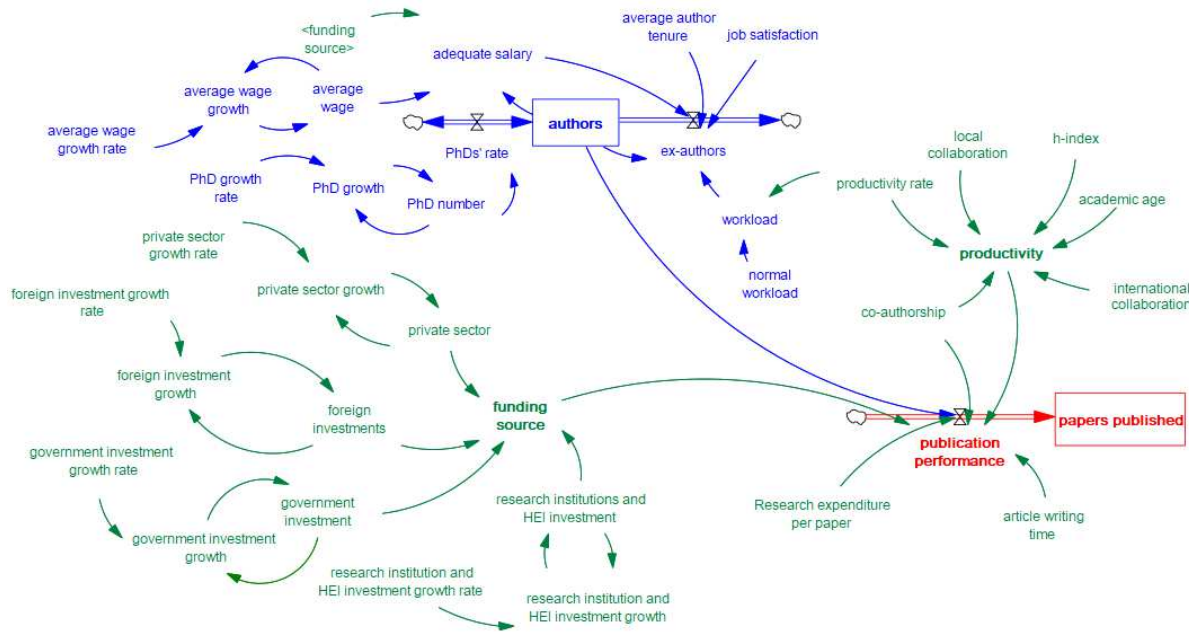 <funding
source>
average author
tenure
job satisfaction
adequate salary
average wage
growth
average
wage
authors
average wage
growth rate
PhDs' rate
ex-authors
local
collaboration
h-index
PhD growth
rate
PhD growth
PhD number
productivity rate
academic age
workload
private sector
growth rate
productivity
normal
workload
private sector growth
foreign investment growth
rate
international
collaboration
co-authorship
private sector
foreign investment
growth
foreign
investments
funding
source
papers published
publication
performance
government investment
growth rate
government
investment
research institutions and
HEI investment
Research expenditure
per paper
article writing
time
government investment
growth
research institution and
HEI investment growth rate
research institution and
HEI investment growth